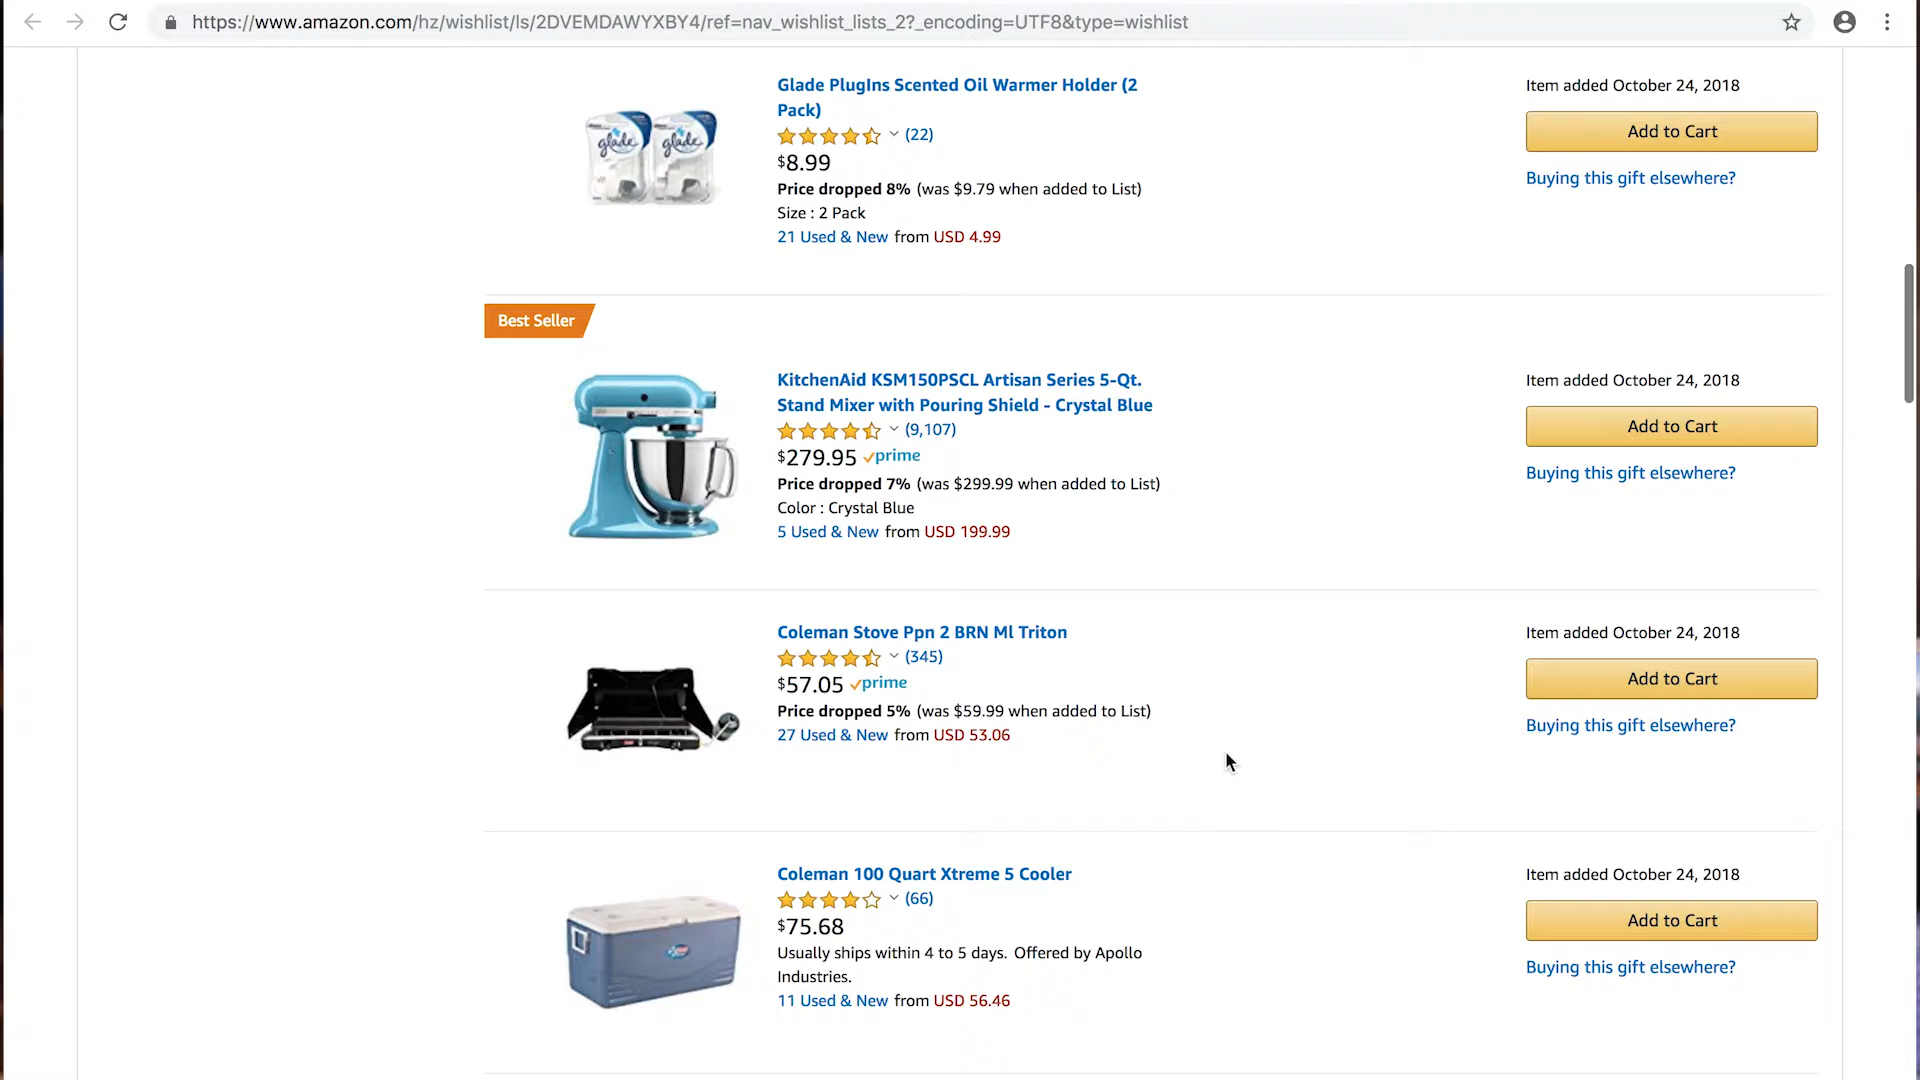 https://www.amazon.com/hz/wishlist/ls/2DVEMDAWYXBY4/ref=nav_wishlist_lists_2?_encoding=UTF8&type=wishlist
Glade PlugIns Scented Oil Warmer Holder (2
Pack)
(22)
$8.99
Price dropped 8% (was $9.79 when added to List)
Size : 2 Pack
21 Used & New from USD 4.99
Item added October 24, 2018
Add to Cart
Buying this gift elsewhere?
glade
glade
Best Seller
KitchenAid KSM150PSCL Artisan Series 5-Qt.
Stand Mixer with Pouring Shield - Crystal Blue
(9,107)
$279.95 prime
Price dropped 7% (was $299.99 when added to List)
Color : Crystal Blue
5 Used & New from USD 199.99
Item added October 24, 2018
Add to Cart
Buying this gift elsewhere?
Coleman Stove Ppn 2 BRN Ml Triton
(345)
$57.05 prime
Price dropped 5% (was $59.99 when added to List)
27 Used & New from USD 53.06
Item added October 24, 2018
Add to Cart
Buying this gift elsewhere?
Coleman 100 Quart Xtreme 5 Cooler
(66)
$75.68
Usually ships within 4 to 5 days. Offered by Apollo
Industries.
11 Used & New from USD 56.46
Item added October 24, 2018
Add to Cart
Buying this gift elsewhere?